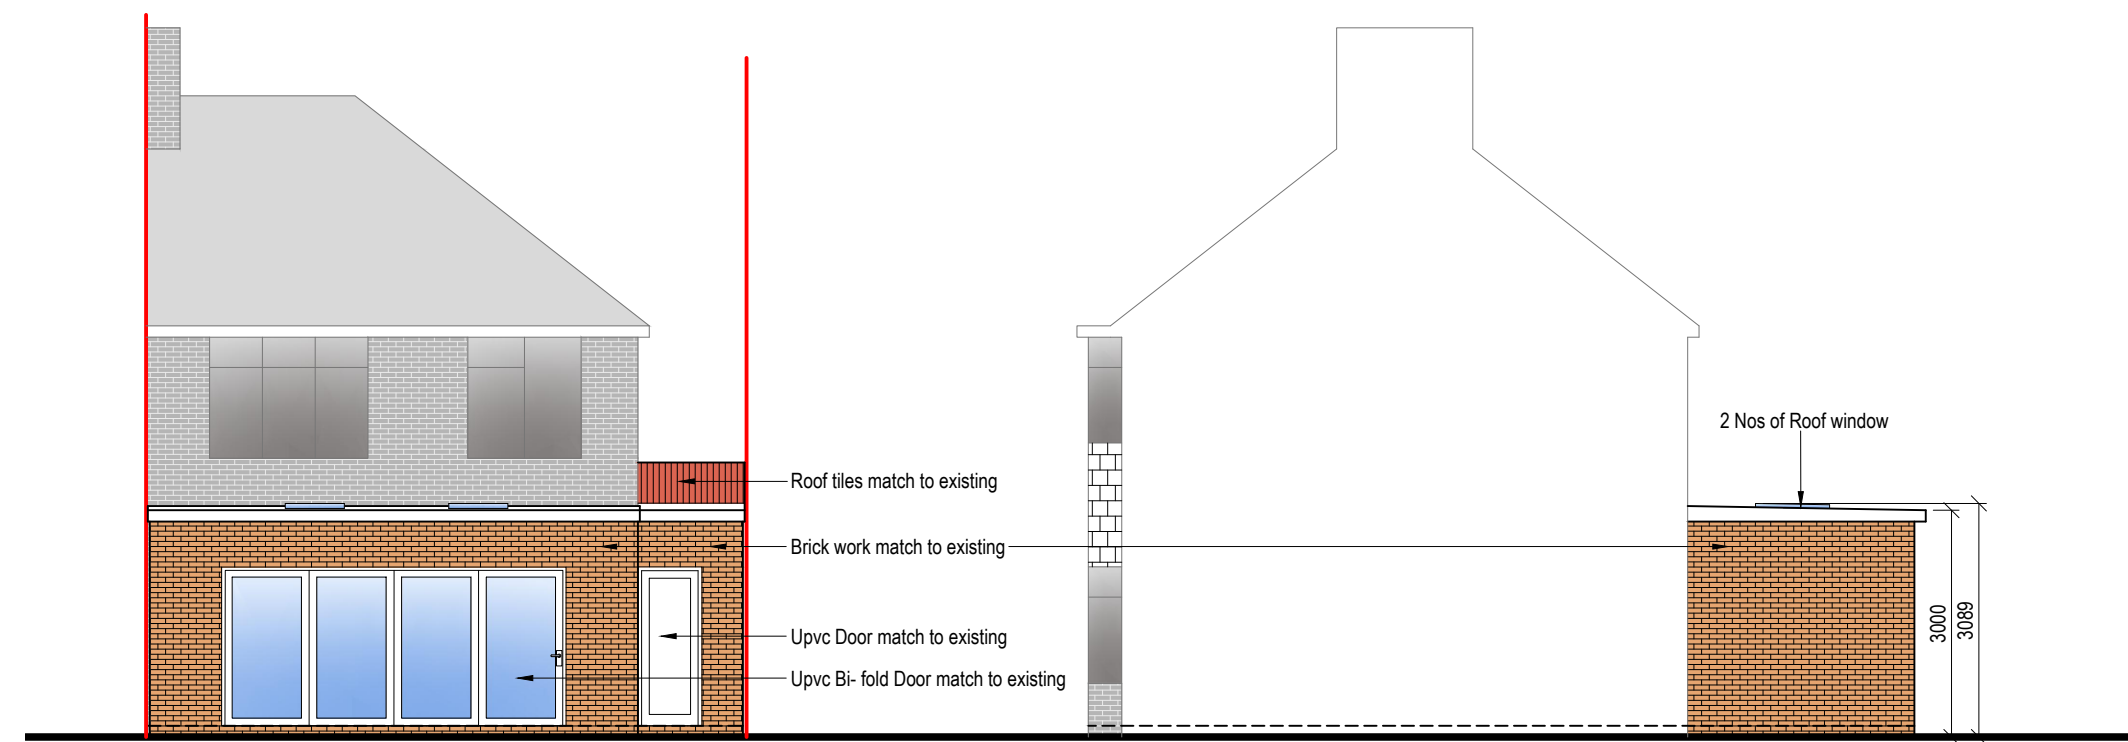 Roof tiles match to existing
Brick work match to existing
Upvc Door match to existing
Upvc Bi- fold Door match to existing
2 Nos of Roof window
3000
3089